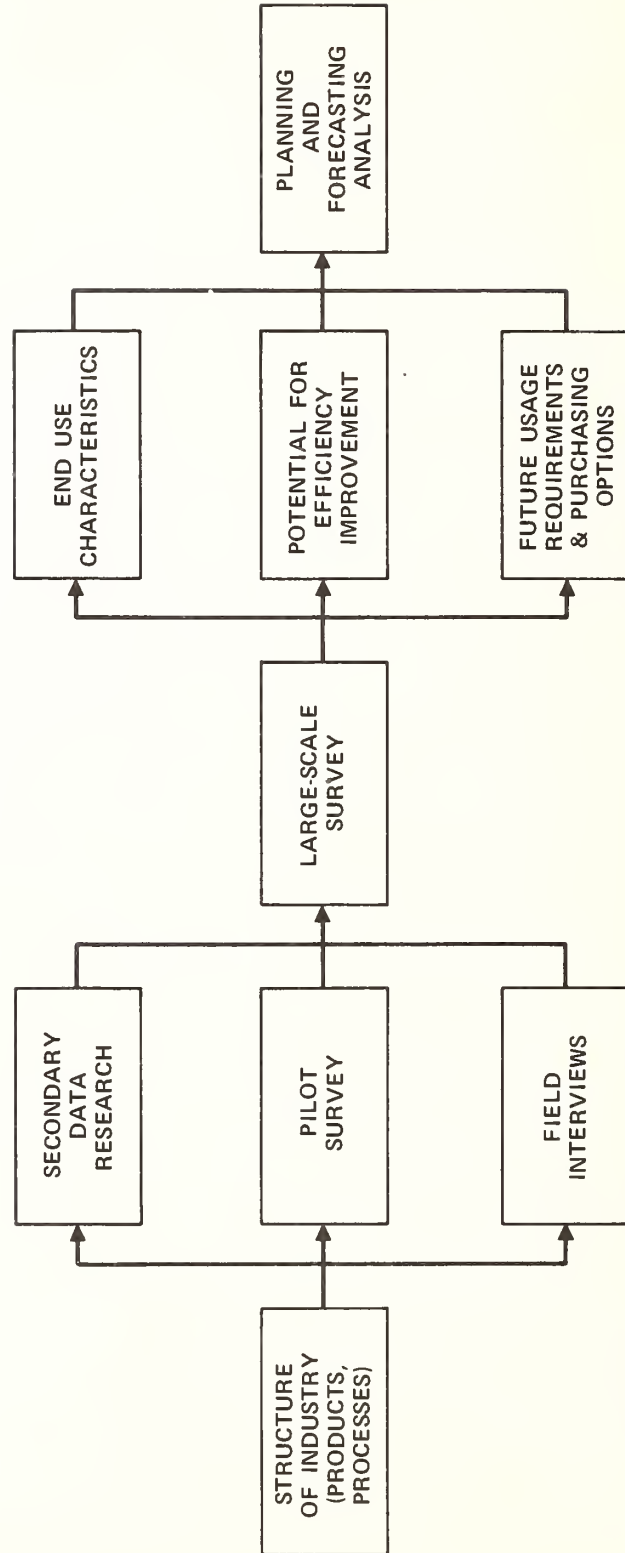 STRUCTURE
OF INDUSTRY
(PRODUCTS,
PROCESSES)
SECONDARY
DATA
RESEARCH
PILOT
SURVEY
FIELD
INTERVIEWS
LARGE-SCALE
SURVEY
END USE
CHARACTERISTICS
POTENTIAL FOR
EFFICIENCY
IMPROVEMENT
FUTURE USAGE
REQUIREMENTS
& PURCHASING
OPTIONS
PLANNING
AND
FORECASTING
ANALYSIS